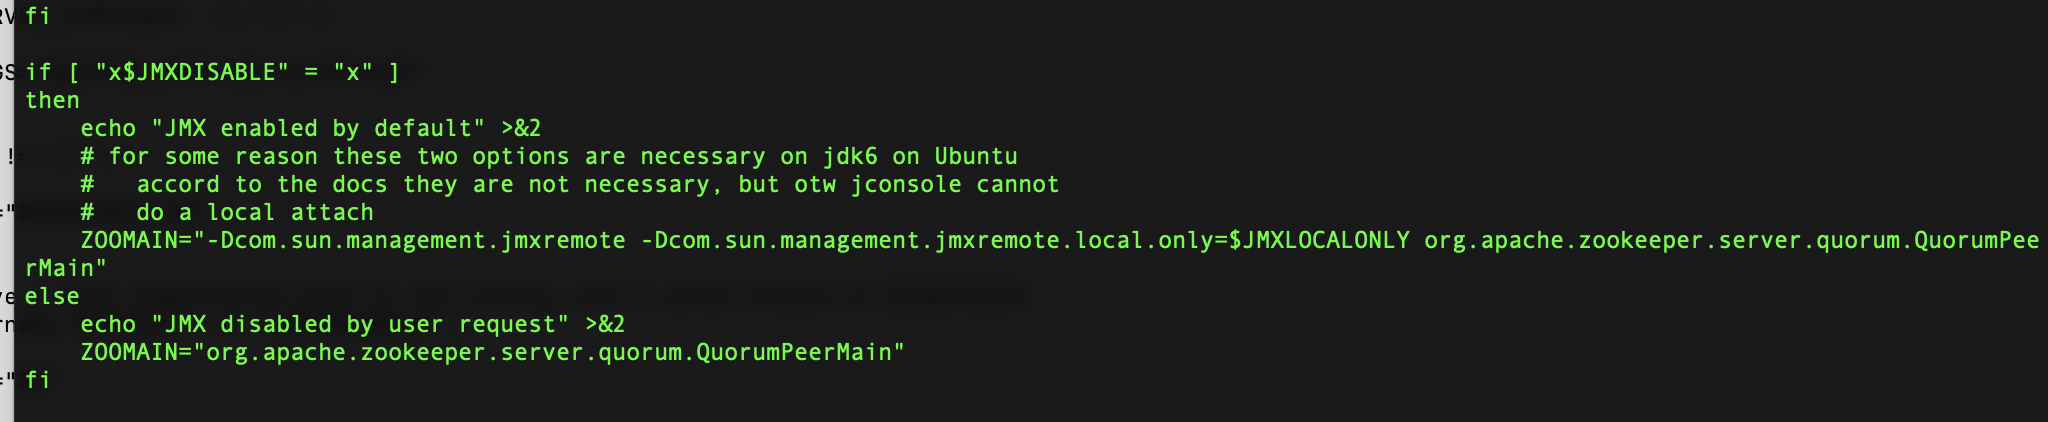 fi
if [ "x$JMXDISABLE" = "x" ]
then
    echo "JMX enabled by default" >&2
    # for some reason these two options are necessary on jdk6 on Ubuntu
    #   accord to the docs they are not necessary, but otw jconsole cannot
    #   do a local attach
    ZOOMAIN="-Dcom.sun.management.jmxremote -Dcom.sun.management.jmxremote.local.only=$JMXLOCALONLY org.apache.zookeeper.server.quorum.QuorumPee
rMain"
else
    echo "JMX disabled by user request" >&2
    ZOOMAIN="org.apache.zookeeper.server.quorum.QuorumPeerMain"
fi